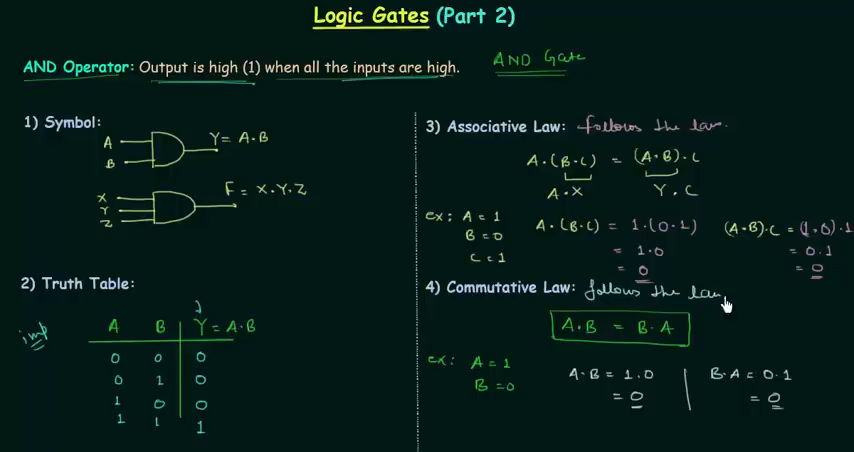 Logic Gates (Part 2)
AND Operator: Output is high (1) when all the inputs are high.
AND Gate
1) Symbol:
A
B
Y = A·B
X
Y
Z
F = X·Y·Z
2) Truth Table:
imp
A B Y = A·B
0 0 0
0 1 0
1 0 0
1 1 1
3) Associative Law: follows the law.
A·(B·C) = (A·B)·C
A·X Y·C
ex: A = 1
B = 0
C = 1
A·(B·C) = 1·(0·1)
= 1·0
= 0
(A·B)·C = (1·0)·1
= 0·1
= 0
4) Commutative Law: follows the law
A·B = B·A
ex: A = 1
B = 0
A·B = 1·0
= 0
B·A = 0·1
= 0